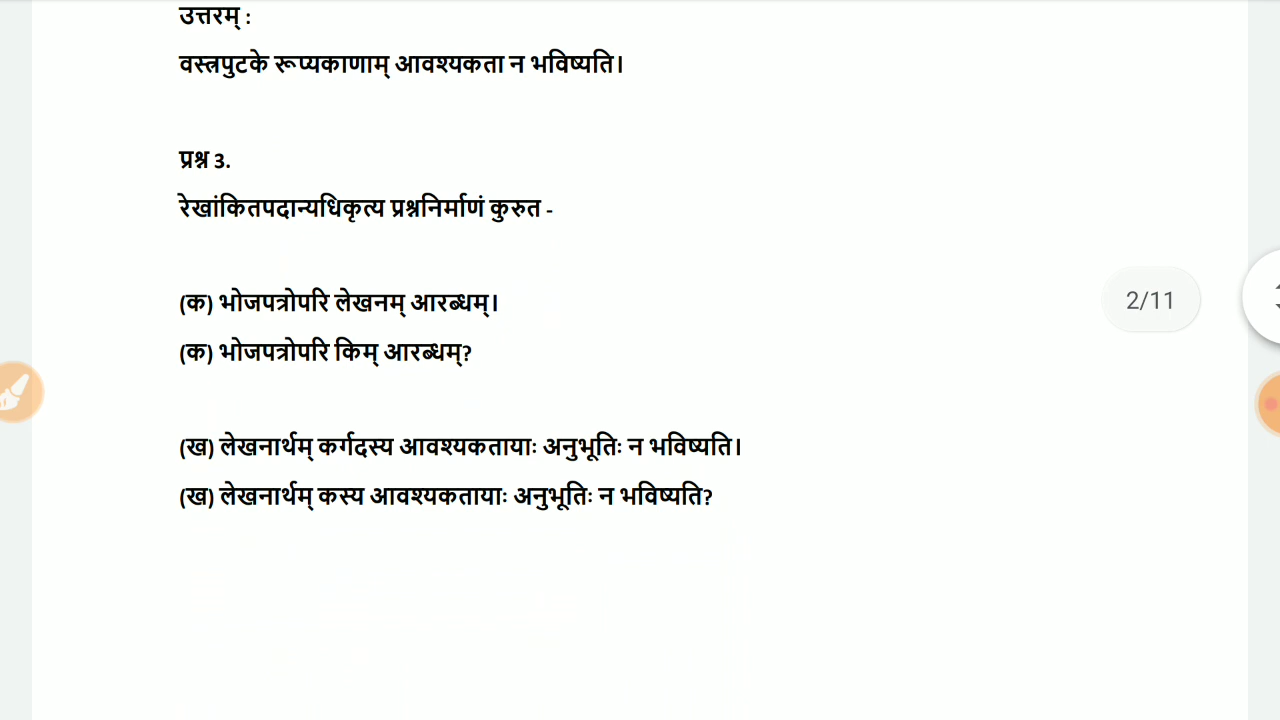 उत्तरम् :
वस्त्रपुटके रूप्यकाणाम् आवश्यकता न भविष्यति।
प्रश्न 3.
रेखांकितपदान्यधिकृत्य प्रश्ननिर्माणं कुरुत -
(क) भोजपत्रोपरि लेखनम् आरब्धम्।
(क) भोजपत्रोपरि किम् आरब्धम्?
2/11
(ख) लेखनार्थम् कर्गदस्य आवश्यकतायाः अनुभूतिः न भविष्यति।
(ख) लेखनार्थम् कस्य आवश्यकतायाः अनुभूतिः न भविष्यति?